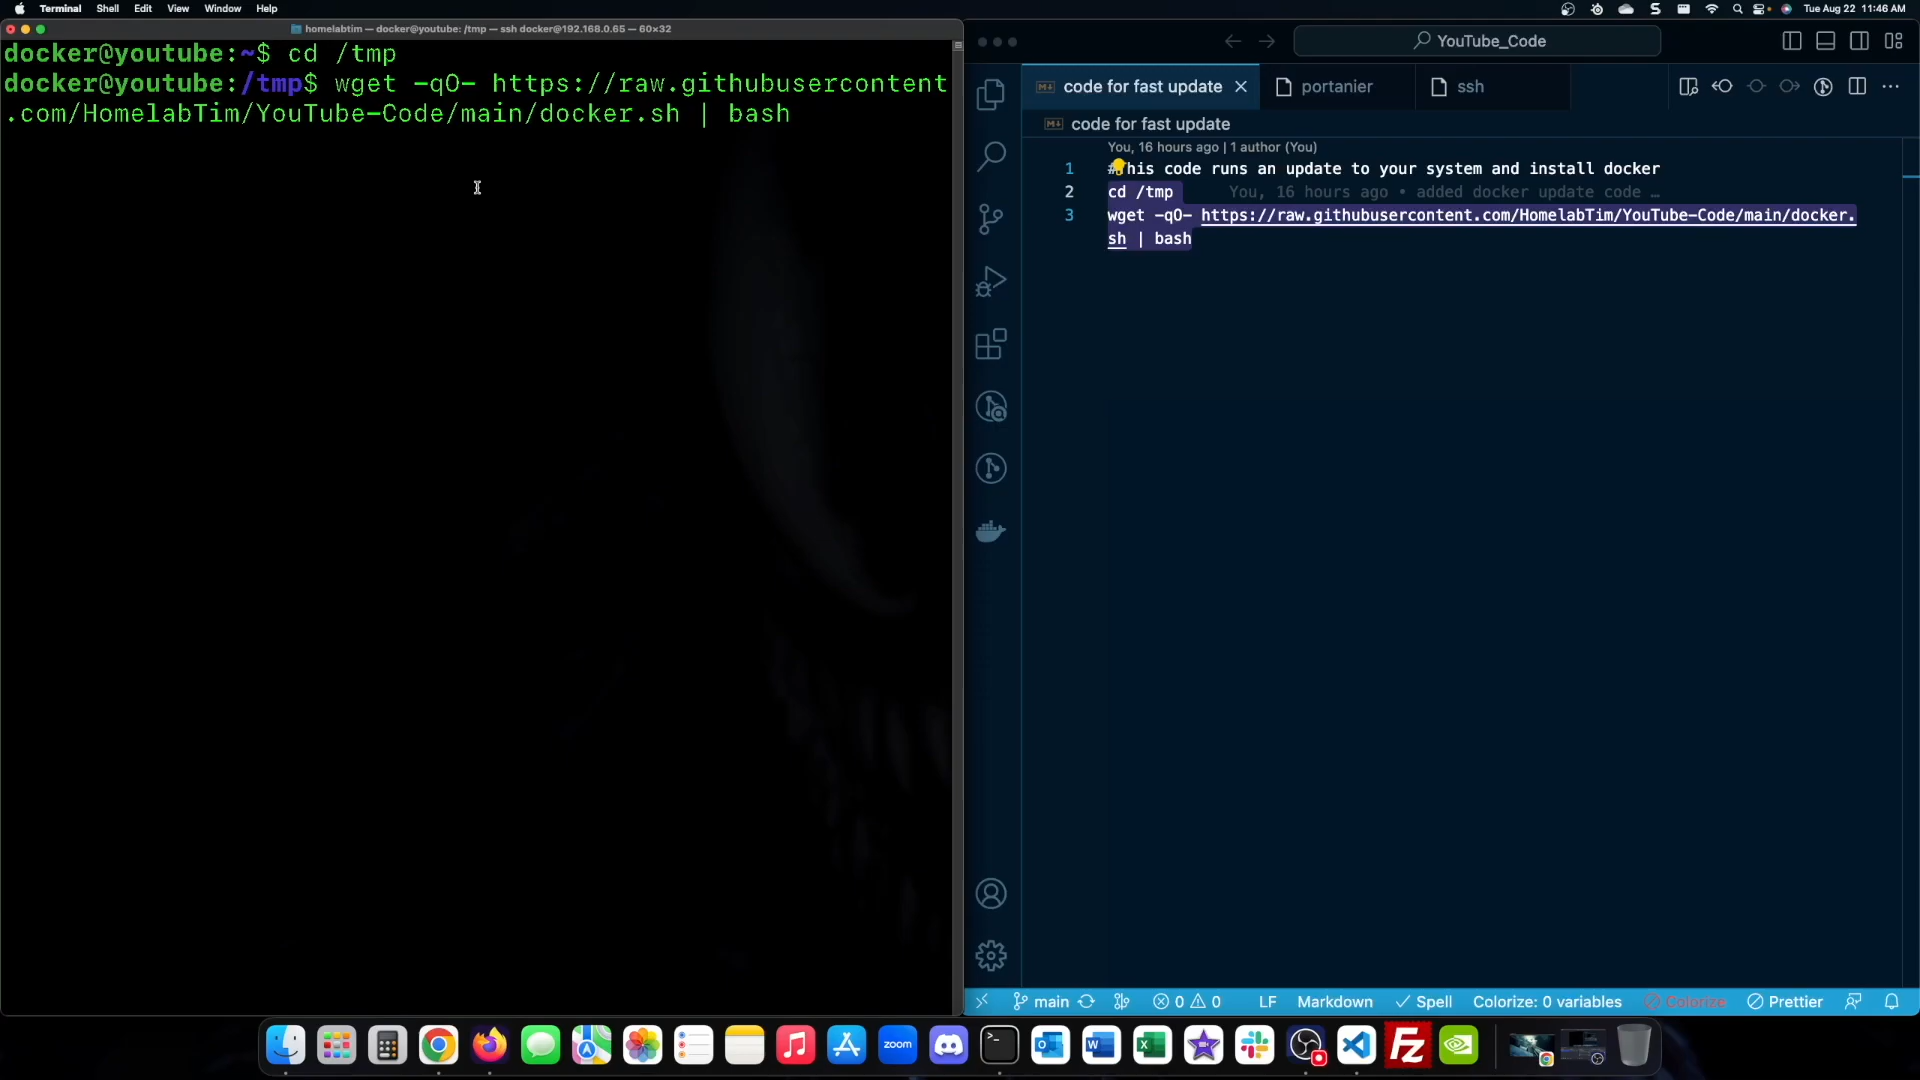 Terminal Shell Edit View Window Help
Tue Aug 22 11:46 AM
homelabtim — docker@youtube: /tmp — ssh docker@192.168.0.65 — 60×32
docker@youtube:~$ cd /tmp
docker@youtube:/tmp$ wget -qO- https://raw.githubusercontent
.com/HomelabTim/YouTube-Code/main/docker.sh | bash
YouTube_Code
code for fast update
portanier
ssh
code for fast update
You, 16 hours ago | 1 author (You)
1 #This code runs an update to your system and install docker
2 cd /tmp You, 16 hours ago • added docker update code …
3 wget -qO- https://raw.githubusercontent.com/HomelabTim/YouTube-Code/main/docker.
sh | bash
main 0 0 LF Markdown Spell Colorize: 0 variables Colorize Prettier
zoom